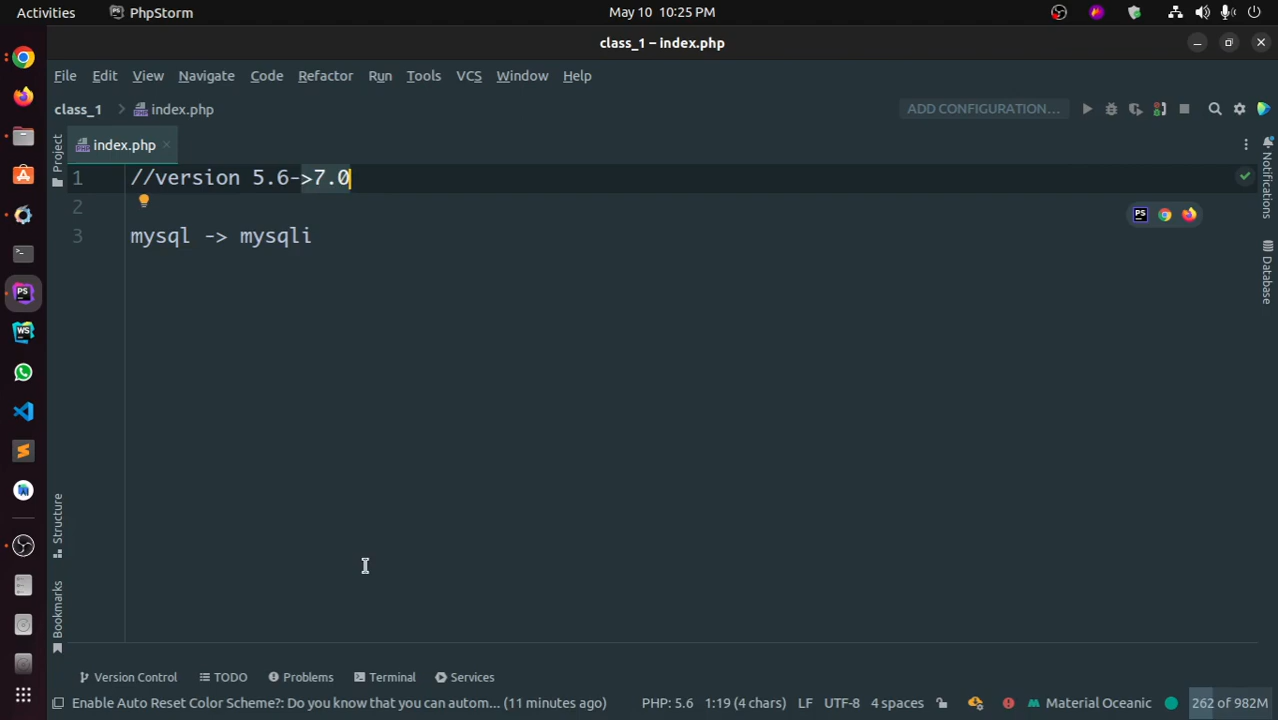 Activities
PhpStorm
May 10 10:25 PM
class_1 – index.php
File Edit View Navigate Code Refactor Run Tools VCS Window Help
class_1 index.php
ADD CONFIGURATION...
Project
index.php
Notifications
1 //version 5.6->7.0
2
PS
3 mysql -> mysqli
Database
PS
WS
Structure
Bookmarks
Version Control TODO Problems Terminal Services
Enable Auto Reset Color Scheme?: Do you know that you can autom... (11 minutes ago)
PHP: 5.6 1:19 (4 chars) LF UTF-8 4 spaces Material Oceanic 262 of 982M